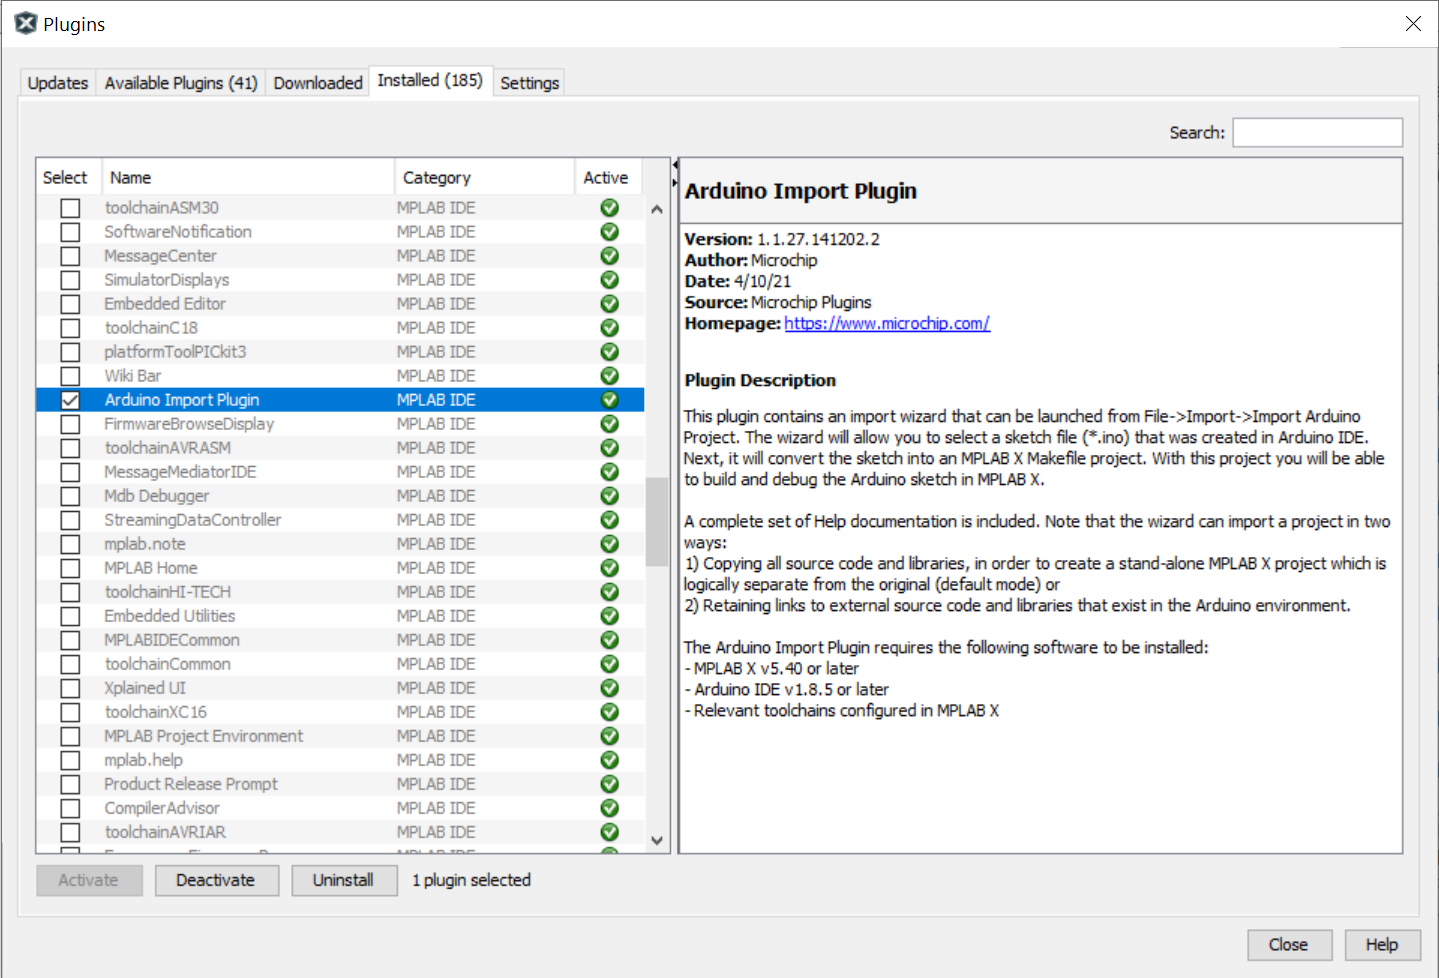 Plugins
Updates Available Plugins (41) Downloaded Installed (185) Settings
Search:
Select Name Category Active
toolchainASM30 MPLAB IDE
SoftwareNotification MPLAB IDE
MessageCenter MPLAB IDE
SimulatorDisplays MPLAB IDE
Embedded Editor MPLAB IDE
toolchainC18 MPLAB IDE
platformToolPICkit3 MPLAB IDE
Wiki Bar MPLAB IDE
Arduino Import Plugin MPLAB IDE
FirmwareBrowseDisplay MPLAB IDE
toolchainAVRASM MPLAB IDE
MessageMediatorIDE MPLAB IDE
Mdb Debugger MPLAB IDE
StreamingDataController MPLAB IDE
mplab.note MPLAB IDE
MPLAB Home MPLAB IDE
toolchainHI-TECH MPLAB IDE
Embedded Utilities MPLAB IDE
MPLABIDECommon MPLAB IDE
toolchainCommon MPLAB IDE
Xplained UI MPLAB IDE
toolchainXC16 MPLAB IDE
MPLAB Project Environment MPLAB IDE
mplab.help MPLAB IDE
Product Release Prompt MPLAB IDE
CompilerAdvisor MPLAB IDE
toolchainAVRIAR MPLAB IDE
Arduino Import Plugin
Version: 1.1.27.141202.2
Author: Microchip
Date: 4/10/21
Source: Microchip Plugins
Homepage: https://www.microchip.com/
Plugin Description
This plugin contains an import wizard that can be launched from File->Import->Import Arduino
Project. The wizard will allow you to select a sketch file (*.ino) that was created in Arduino IDE.
Next, it will convert the sketch into an MPLAB X Makefile project. With this project you will be able
to build and debug the Arduino sketch in MPLAB X.
A complete set of Help documentation is included. Note that the wizard can import a project in two
ways:
1) Copying all source code and libraries, in order to create a stand-alone MPLAB X project which is
logically separate from the original (default mode) or
2) Retaining links to external source code and libraries that exist in the Arduino environment.
The Arduino Import Plugin requires the following software to be installed:
- MPLAB X v5.40 or later
- Arduino IDE v1.8.5 or later
- Relevant toolchains configured in MPLAB X
Activate Deactivate Uninstall 1 plugin selected
Close Help